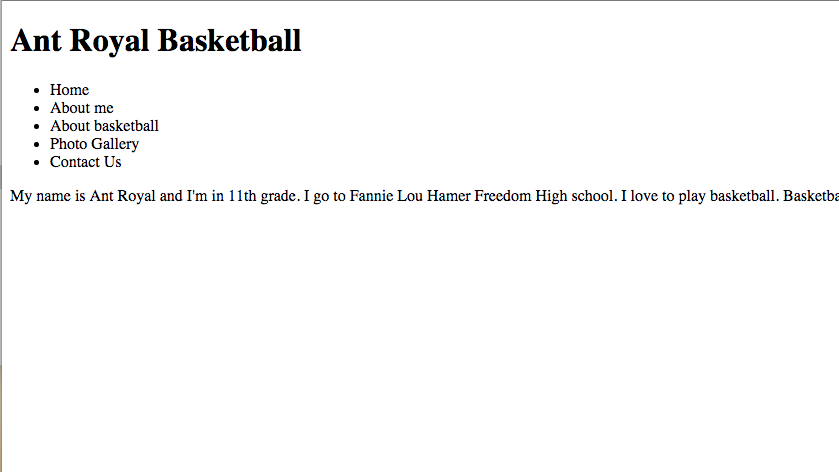 Ant Royal Basketball
Home
About me
About basketball
Photo Gallery
Contact Us
My name is Ant Royal and I'm in 11th grade. I go to Fannie Lou Hamer Freedom High school. I love to play basketball.